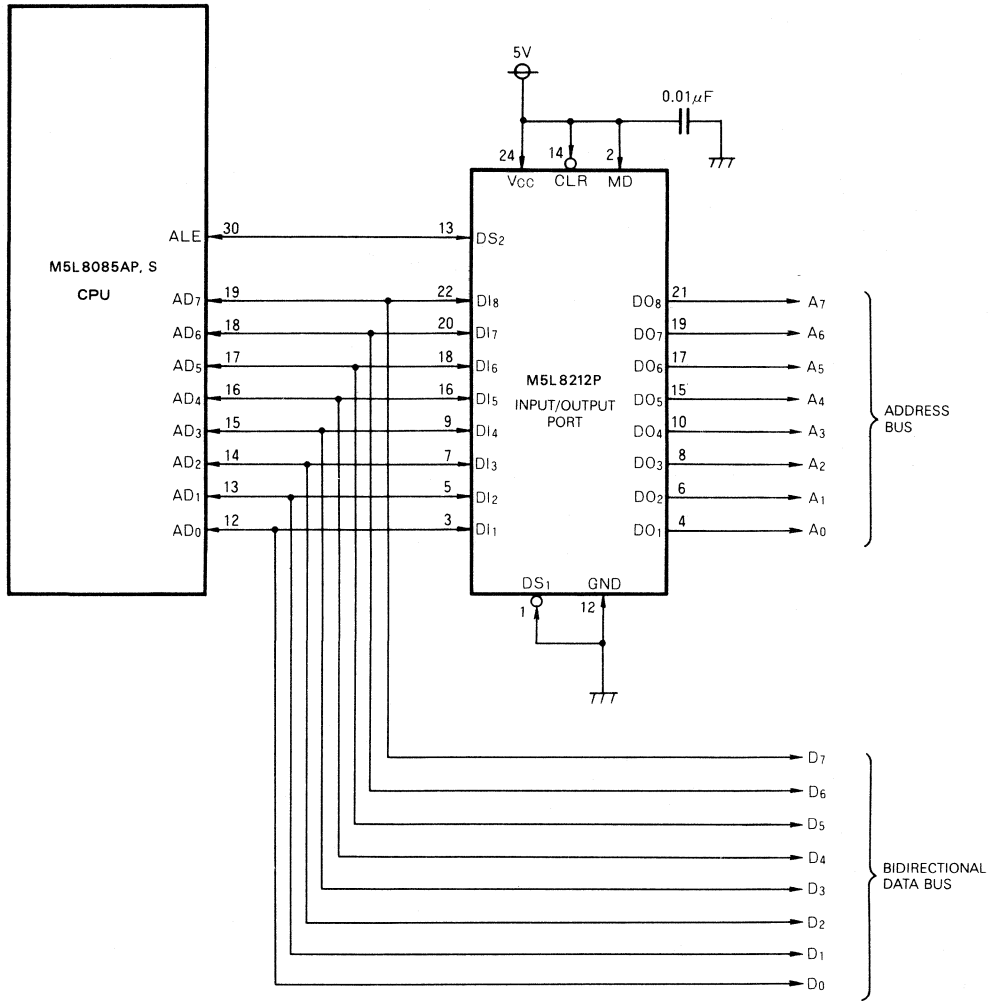 5V
0.01μF
24 14 2
VCC CLR MD
ALE 30 13 DS2
M5L8085AP, S
CPU
AD7 19 22 DI8 DO8 21 A7
AD6 18 20 DI7 DO7 19 A6
AD5 17 18 DI6 DO6 17 A5
AD4 16 16 DI5 DO5 15 A4
AD3 15 9 DI4 DO4 10 A3
AD2 14 7 DI3 DO3 8 A2
AD1 13 5 DI2 DO2 6 A1
AD0 12 3 DI1 DO1 4 A0
M5L8212P
INPUT/OUTPUT
PORT
ADDRESS
BUS
DS1 GND
1 12
D7
D6
D5
D4
D3
D2
D1
D0
BIDIRECTIONAL
DATA BUS